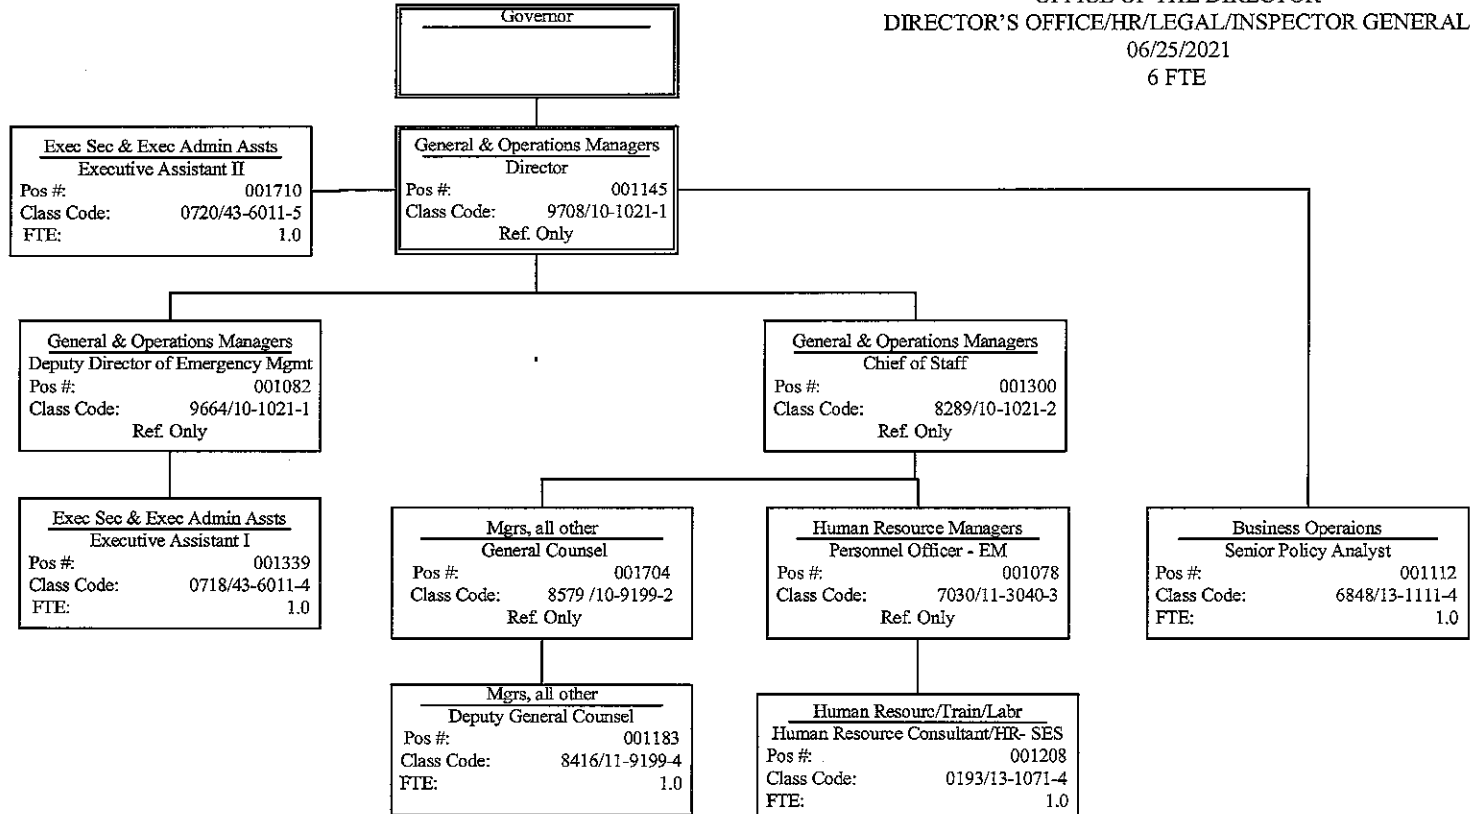 DIRECTOR'S OFFICE/HR/LEGAL/INSPECTOR GENERAL
06/25/2021
6 FTE
Governor
Exec Sec & Exec Admin Assts
Executive Assistant II
Pos #: 001710
Class Code: 0720/43-6011-5
FTE: 1.0
General & Operations Managers
Director
Pos #: 001145
Class Code: 9708/10-1021-1
Ref. Only
General & Operations Managers
Deputy Director of Emergency Mgmt
Pos #: 001082
Class Code: 9664/10-1021-1
Ref. Only
General & Operations Managers
Chief of Staff
Pos #: 001300
Class Code: 8289/10-1021-2
Ref. Only
Exec Sec & Exec Admin Assts
Executive Assistant I
Pos #: 001339
Class Code: 0718/43-6011-4
FTE: 1.0
Mgrs, all other
General Counsel
Pos #: 001704
Class Code: 8579 /10-9199-2
Ref. Only
Human Resource Managers
Personnel Officer - EM
Pos #: 001078
Class Code: 7030/11-3040-3
Ref. Only
Business Operaions
Senior Policy Analyst
Pos #: 001112
Class Code: 6848/13-1111-4
FTE: 1.0
Mgrs, all other
Deputy General Counsel
Pos #: 001183
Class Code: 8416/11-9199-4
FTE: 1.0
Human Resourc/Train/Labr
Human Resource Consultant/HR- SES
Pos #: 001208
Class Code: 0193/13-1071-4
FTE: 1.0